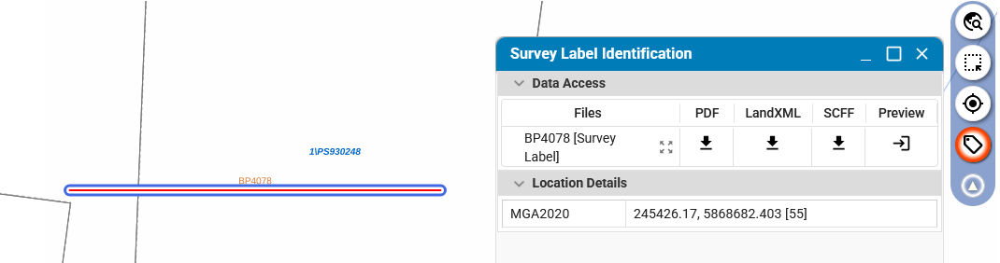 Survey Label Identification
Data Access
Files PDF LandXML SCFF Preview
BP4078 [Survey
Label]
Location Details
MGA2020 245426.17, 5868682.403 [55]
1\PS930248
BP4078